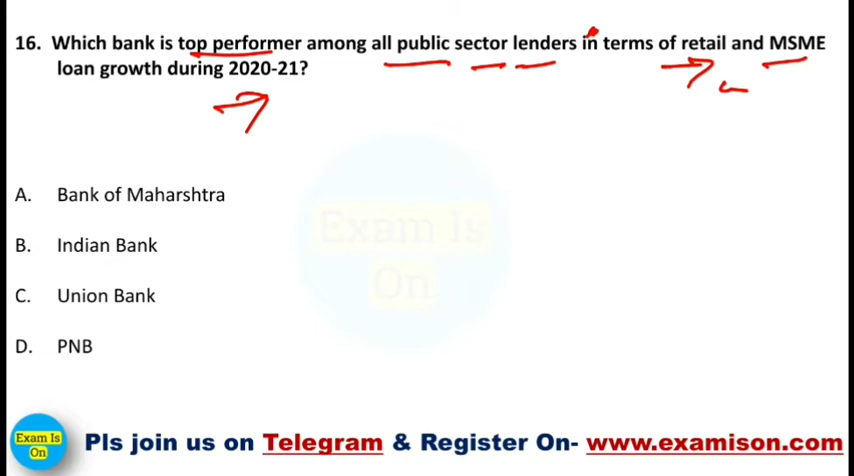 16. Which bank is top performer among all public sector lenders in terms of retail and MSME
loan growth during 2020-21?
Exam Is
On
A. Bank of Maharshtra
B. Indian Bank
C. Union Bank
D. PNB
Exam Is
On
Pls join us on Telegram & Register On- www.examison.com